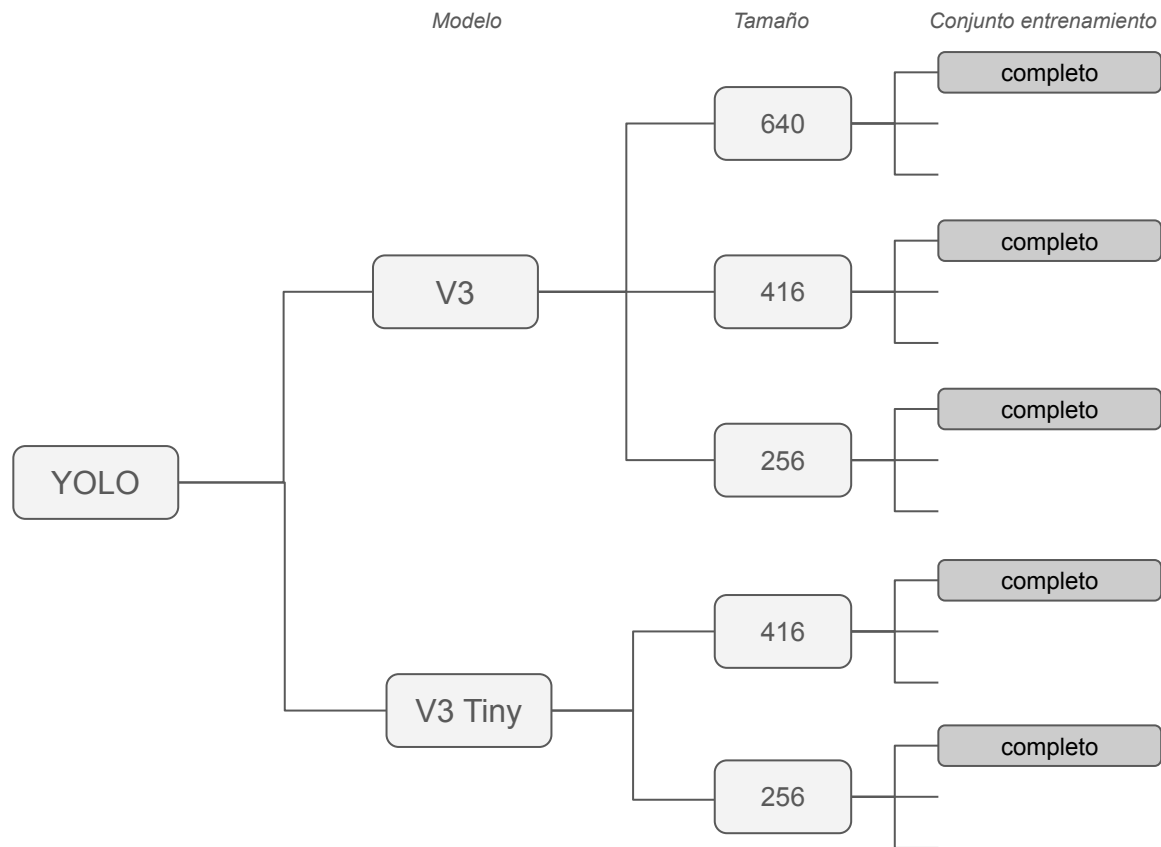 Modelo
Tamaño
Conjunto entrenamiento
completo
640
completo
V3
416
completo
256
YOLO
completo
416
V3 Tiny
completo
256